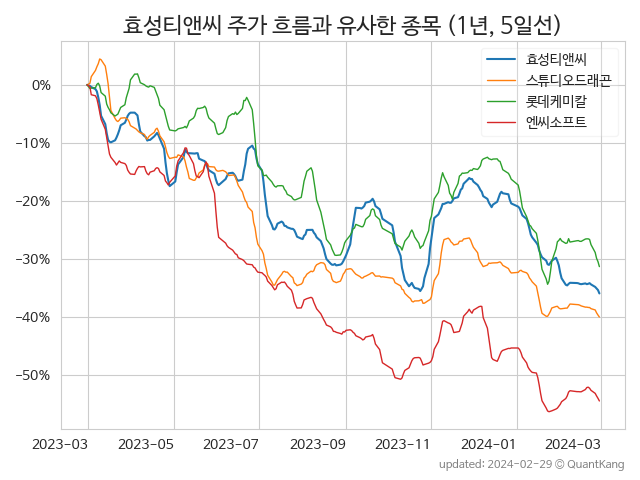 효성티앤씨 주가 흐름과 유사한 종목 (1년, 5일선)
효성티앤씨
스튜디오드래곤
롯데케미칼
엔씨소프트
0%
−10%
−20%
−30%
−40%
−50%
2023-03 2023-05 2023-07 2023-09 2023-11 2024-01 2024-03
updated: 2024-02-29 © QuantKang